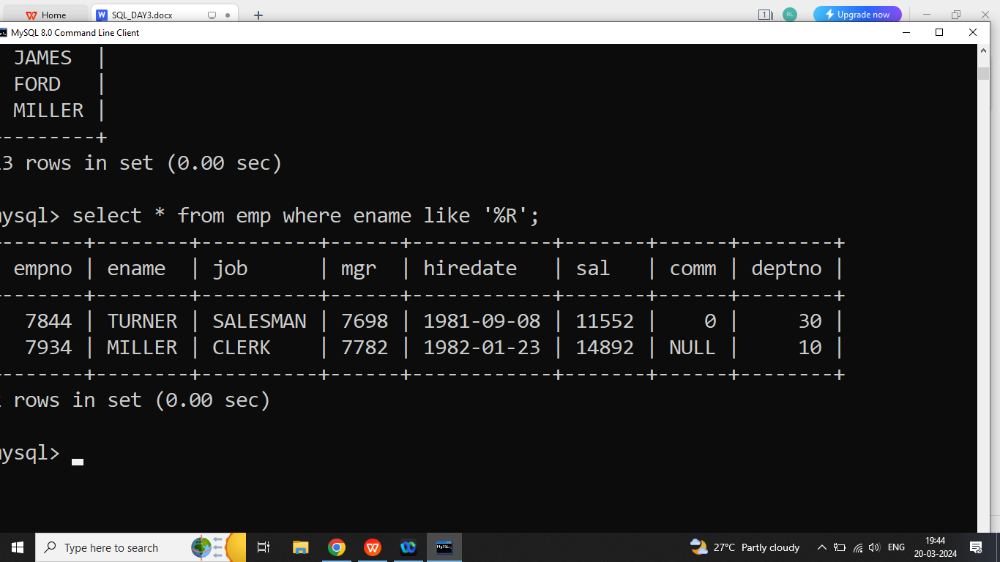 Home
SQL_DAY3.docx
1
RL
Upgrade now
MySQL 8.0 Command Line Client
JAMES |
FORD |
MILLER |
--------+
3 rows in set (0.00 sec)
mysql> select * from emp where ename like '%R';
-------+--------+----------+------+------------+-------+------+--------+
empno | ename | job | mgr | hiredate | sal | comm | deptno |
-------+--------+----------+------+------------+-------+------+--------+
7844 | TURNER | SALESMAN | 7698 | 1981-09-08 | 11552 | 0 | 30 |
7934 | MILLER | CLERK | 7782 | 1982-01-23 | 14892 | NULL | 10 |
-------+--------+----------+------+------------+-------+------+--------+
rows in set (0.00 sec)
mysql>
Type here to search
27°C Partly cloudy
ENG
19:44
20-03-2024